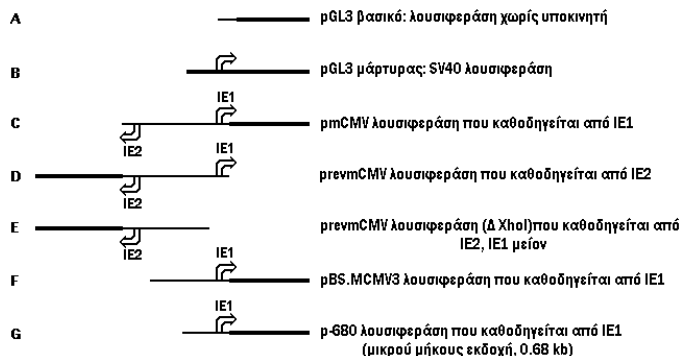 A pGL3 βασικό: λουσιφεράση χωρίς υποκινητή
B pGL3 μάρτυρας: SV40 λουσιφεράση
IE1
C pmCMV λουσιφεράση που καθοδηγείται από IE1
IE2
IE1
D prevmCMV λουσιφεράση που καθοδηγείται από IE2
IE2
E prevmCMV λουσιφεράση (Δ XhoI)που καθοδηγείται από
IE2 IE2, IE1 μείον
IE1
F pBS.MCMV3 λουσιφεράση που καθοδηγείται από IE1
IE1
G p-680 λουσιφεράση που καθοδηγείται από IE1
(μικρού μήκους εκδοχή, 0.68 kb)